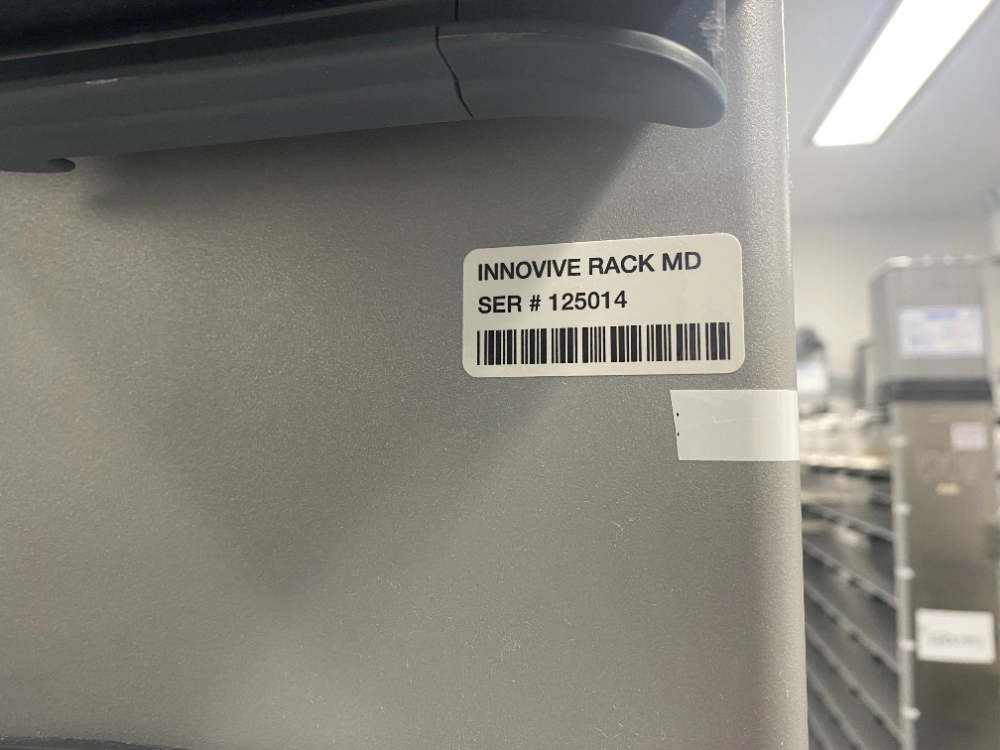 INNOVIVE RACK MD
SER # 125014